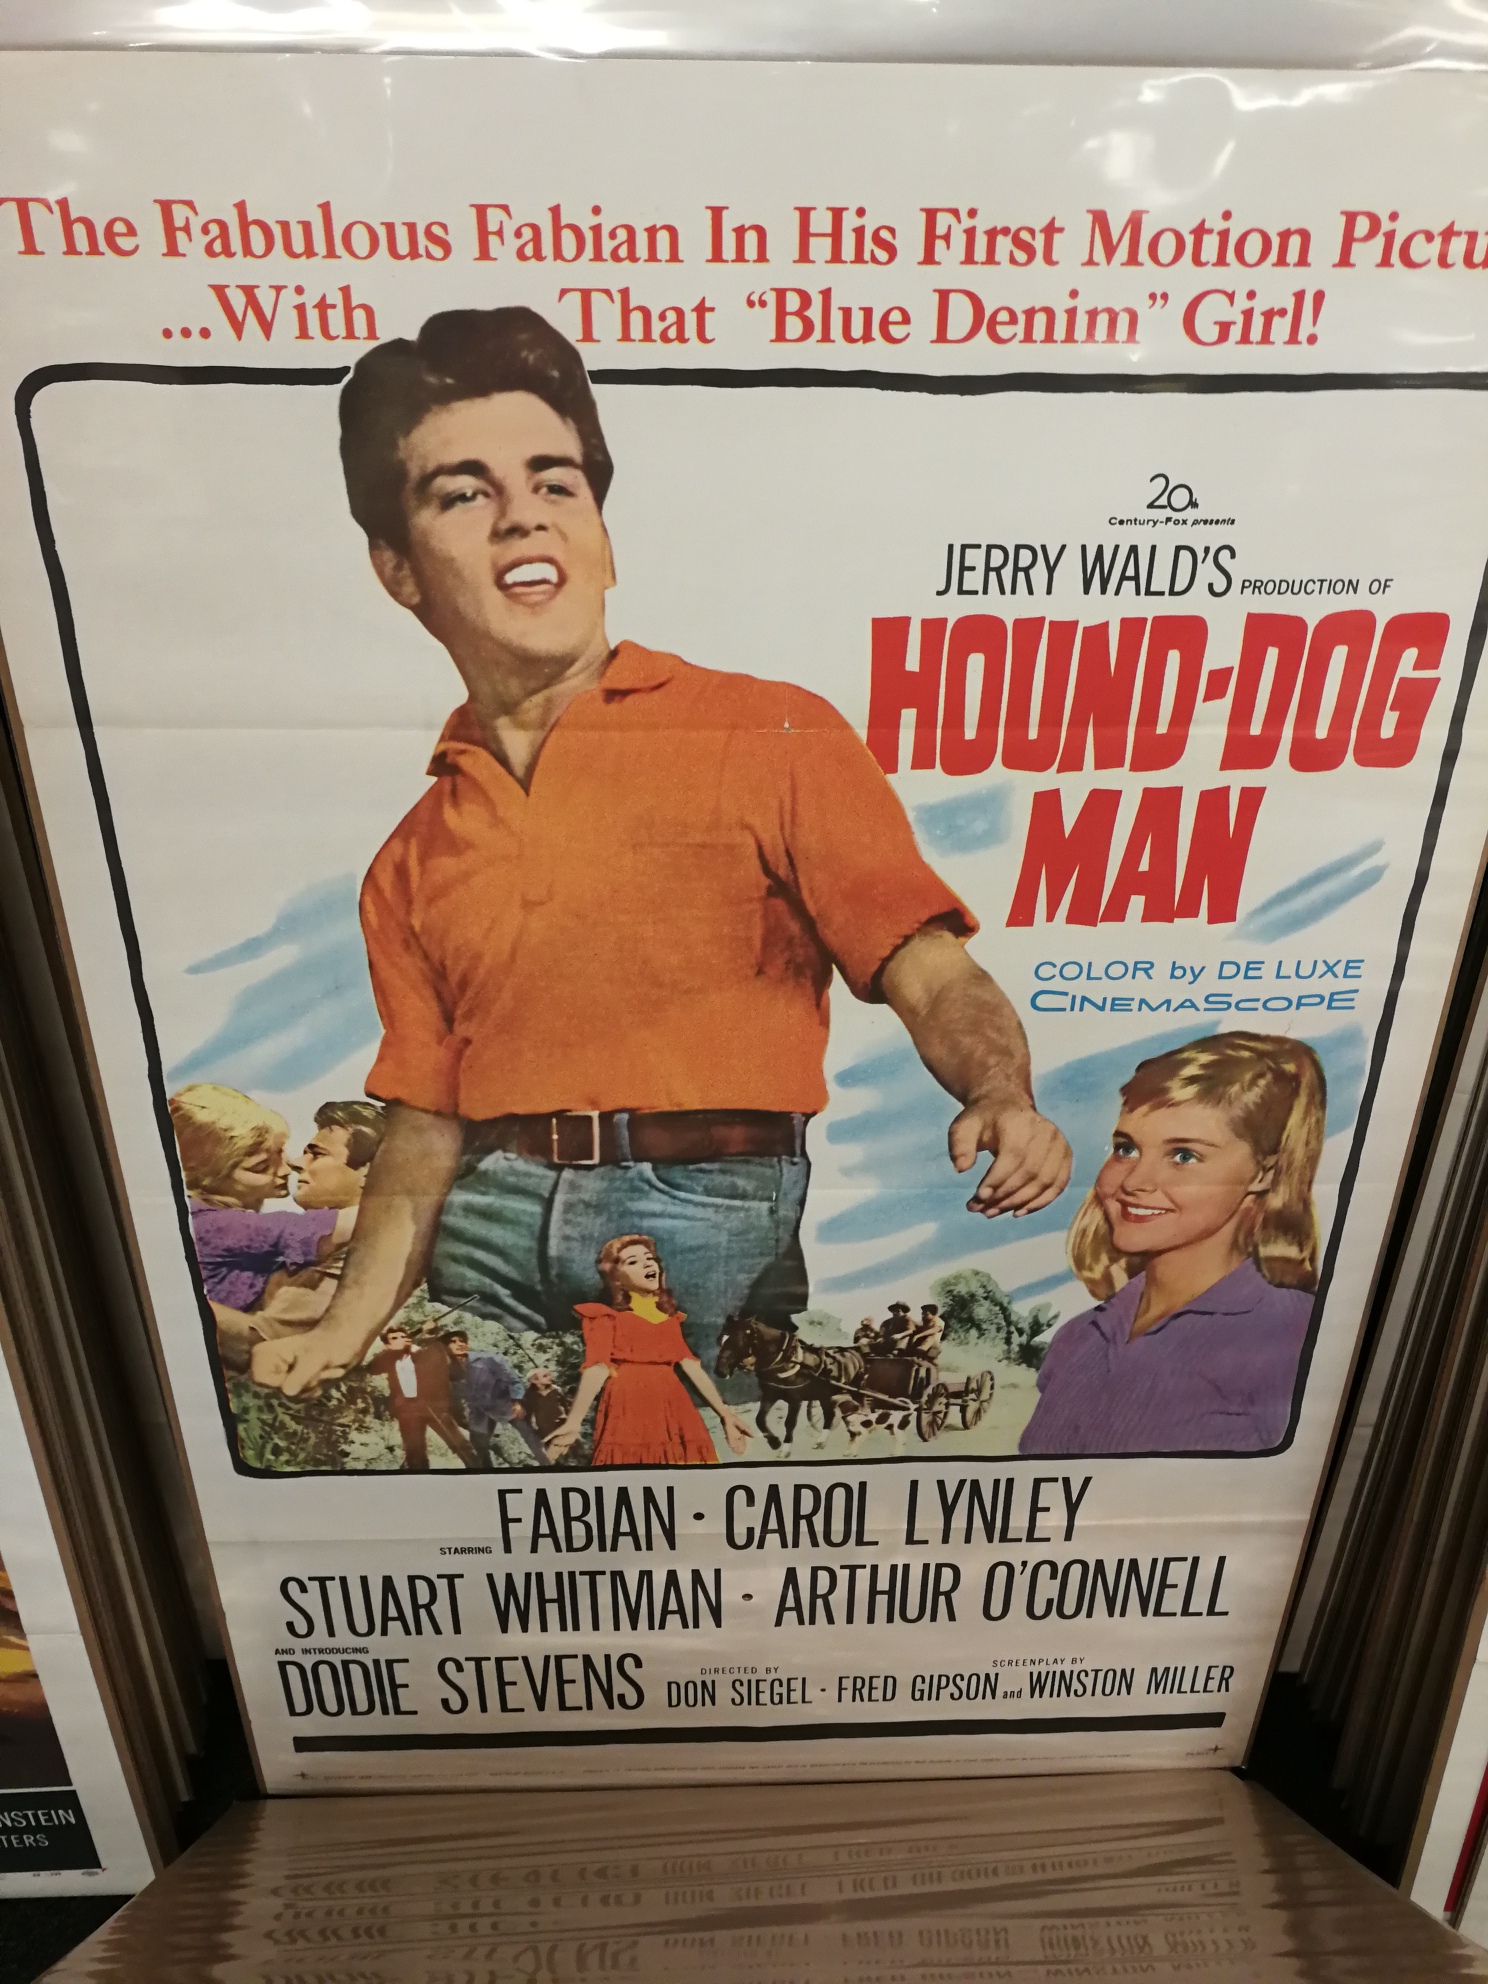 The Fabulous Fabian In His First Motion Pictu
...With That “Blue Denim” Girl!
20th
Century-Fox presents
JERRY WALD'S PRODUCTION OF
HOUND-DOG
MAN
COLOR by DE LUXE
CINEMASCOPE
STARRING FABIAN · CAROL LYNLEY
STUART WHITMAN · ARTHUR O'CONNELL
AND INTRODUCING
DODIE STEVENS
DIRECTED BY
DON SIEGEL ·
SCREENPLAY BY
FRED GIPSON and WINSTON MILLER
NSTEIN
TERS